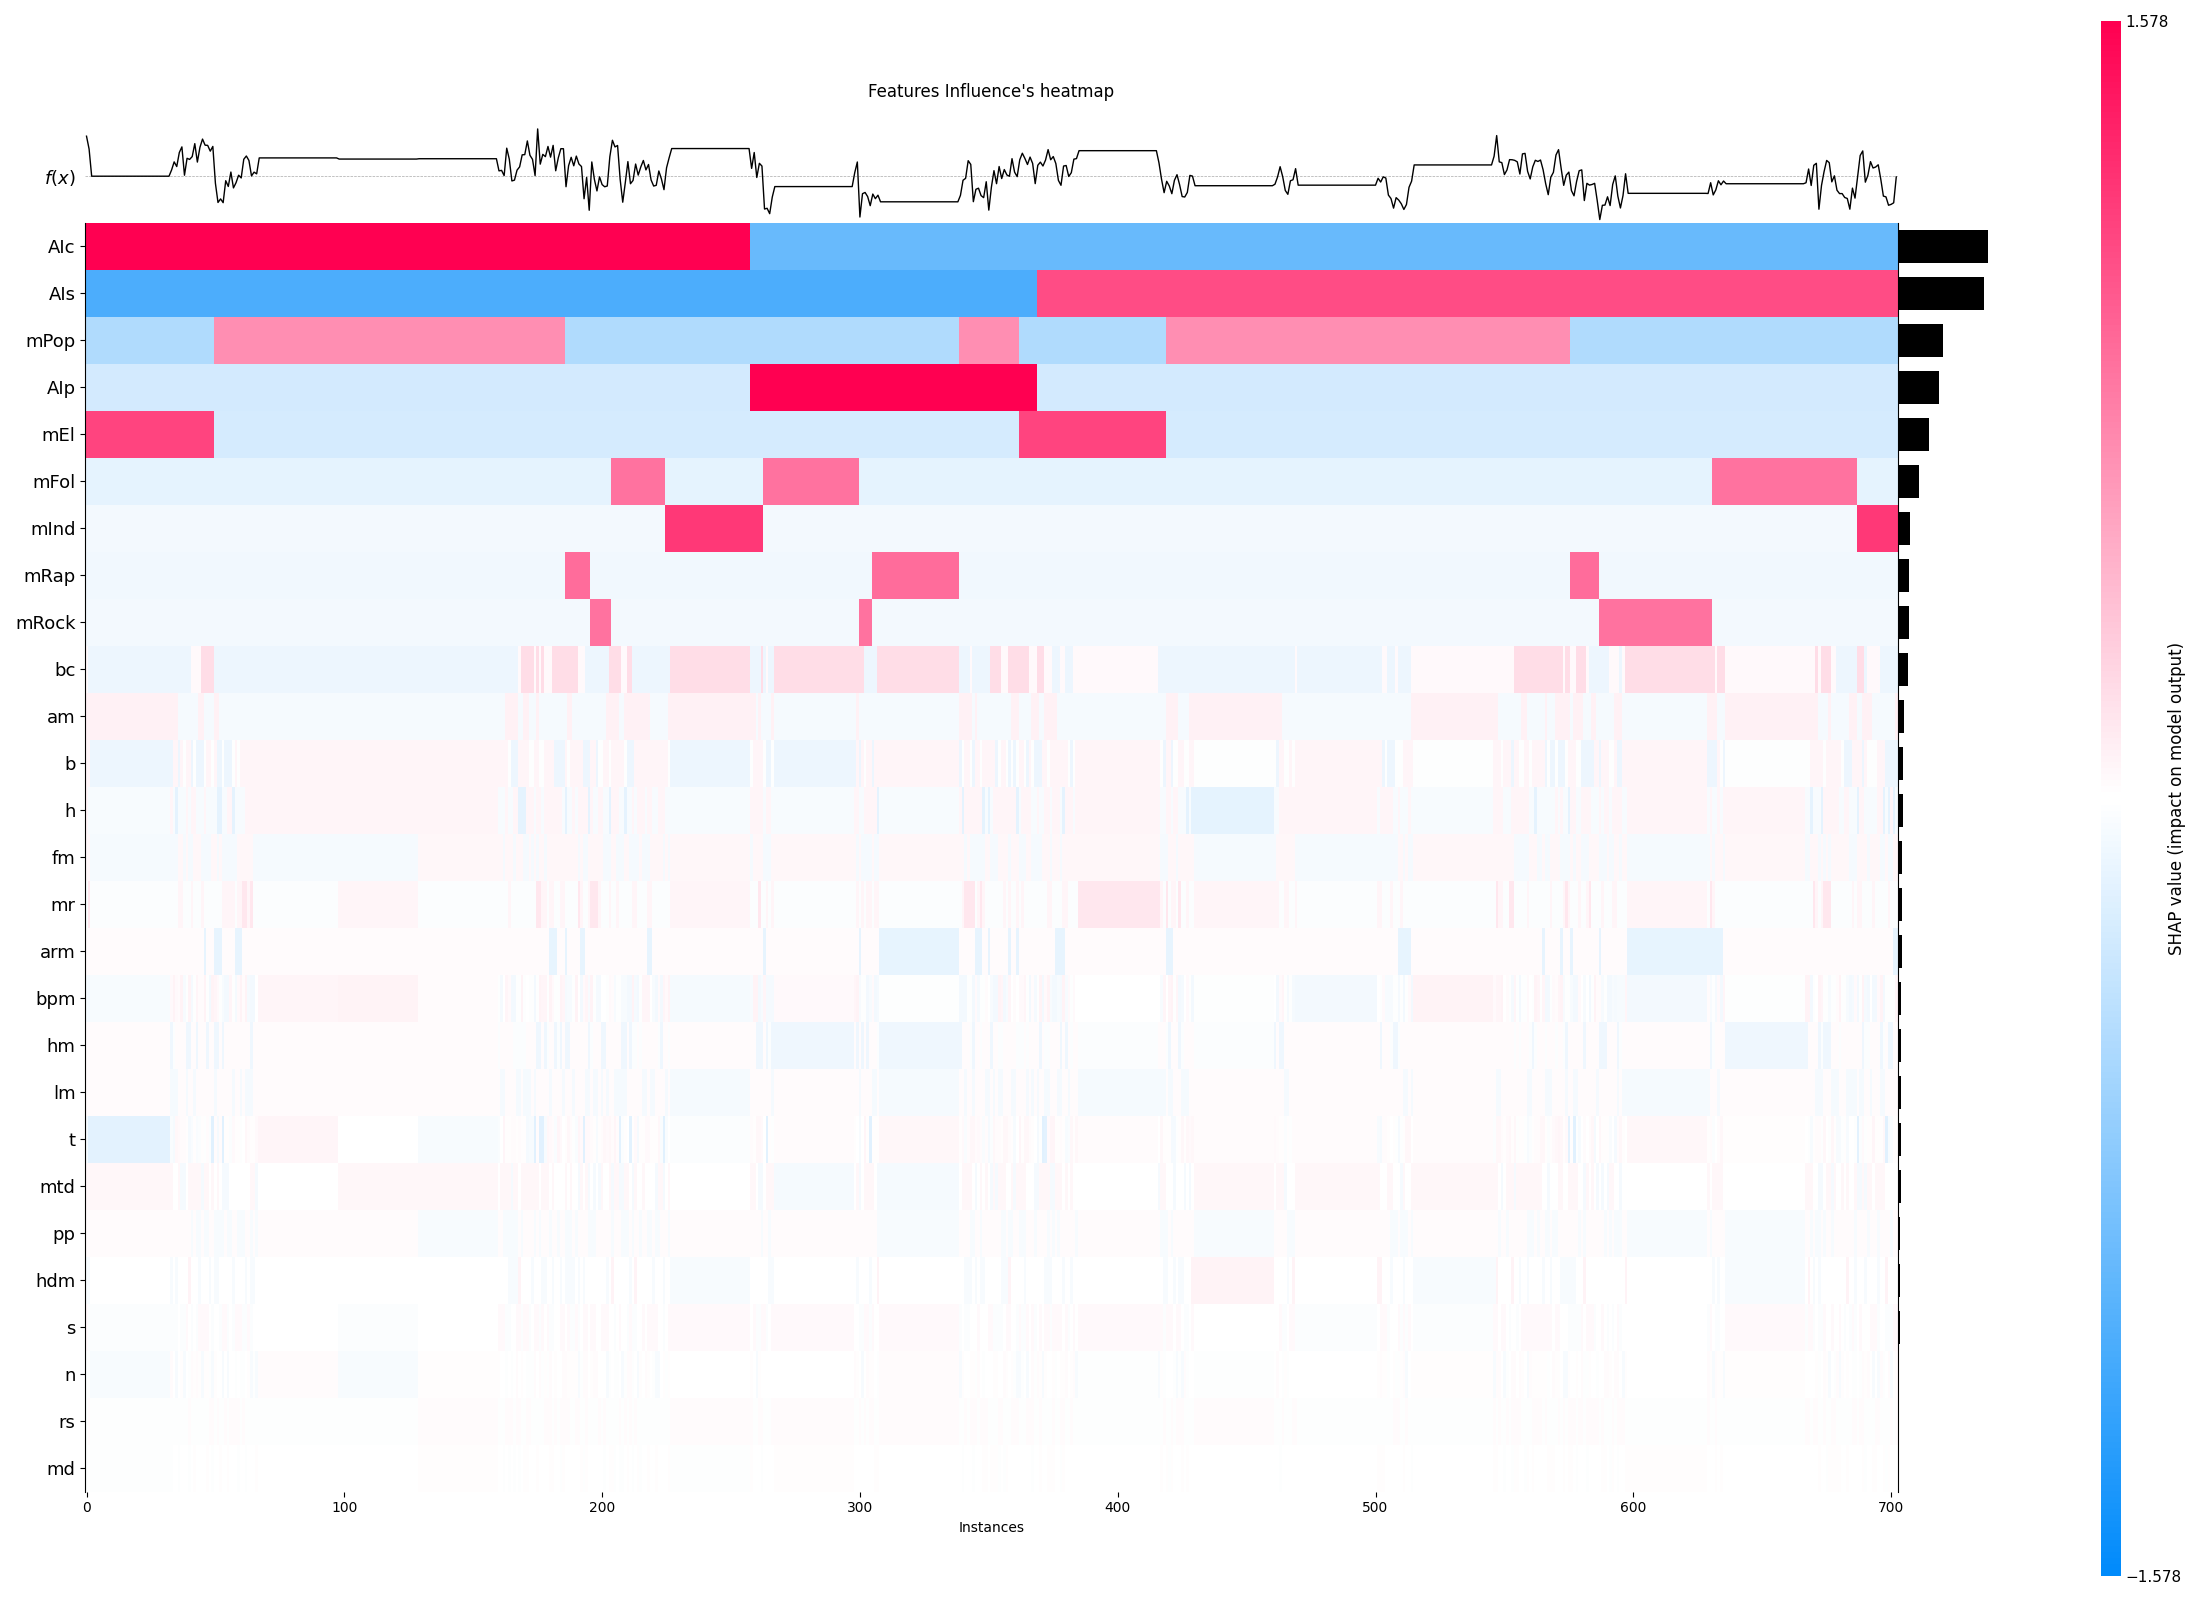 1.578
Features Influence's heatmap
f(x)
AIc
AIs
mPop
AIp
mEl
mFol
mInd
mRap
mRock
bc
am
b
h
fm
mr
arm
bpm
hm
lm
t
mtd
pp
hdm
s
n
rs
md
0 100 200 300 400 500 600 700
Instances
SHAP value (impact on model output)
−1.578